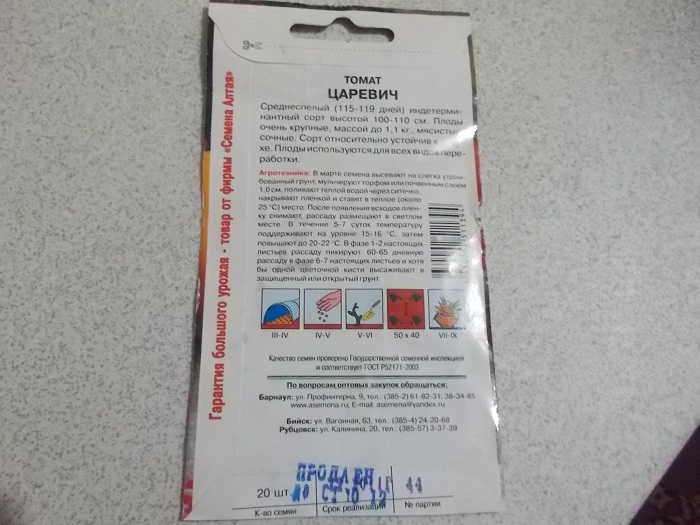 ТОМАТ
ЦАРЕВИЧ
Среднеспелый (115-119 дней) индетерми-
нантный сорт высотой 100-110 см. Плоды
очень крупные, массой до 1,1 кг, мясистые
сочные. Сорт относительно устойчив к
хе. Плоды используются для всех видов пере-
работки.
Агротехника: В марте семена высевают на слегка утрам-
бованный грунт, мульчируют торфом или почвенным слоем
1,0 см, поливают теплой водой через ситечко,
накрывают пленкой и ставят в теплое (около
25 °С) место. После появления всходов плен-
ку снимают, рассаду размещают в светлом
месте. В течение 5-7 суток температуру
поддерживают на уровне 15-16 °С, затем
повышают до 20-22 °С. В фазе 1-2 настоящих
листьев рассаду пикируют. 60-65 дневную
рассаду в фазе 6-7 настоящих листьев и хотя
бы одной цветочной кисти высаживают в
защищенный или открытый грунт.
III-IV IV-V V-VI 50 х 40 VII-IX
Качество семян проверено Государственной семенной инспекцией
и соответствует ГОСТ Р52171-2003
По вопросам оптовых закупок обращаться:
Барнаул: ул. Профинтерна, 9, тел.: (385-2) 61-82-31; 38-34-85
www.asemena.ru, E-mail: asemena@yandex.ru
Бийск: ул. Вагонная, 63, тел.: (385-4) 24-20-68
Рубцовск: ул. Калинина, 20, тел.: (385-57) 3-37-39
ПРОДЛЕН
20 шт. 44
К-во семян Срок реализации № партии
Гарантия большого урожая - товар от фирмы «Семена Алтая»